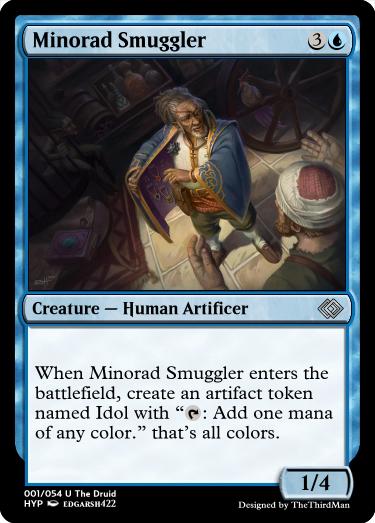 Minorad Smuggler 3
Creature — Human Artificer
When Minorad Smuggler enters the
battlefield, create an artifact token
named Idol with “: Add one mana
of any color.” that's all colors.
1/4
001/054 U The Druid
HYP EDGARSH422
Designed by TheThirdMan